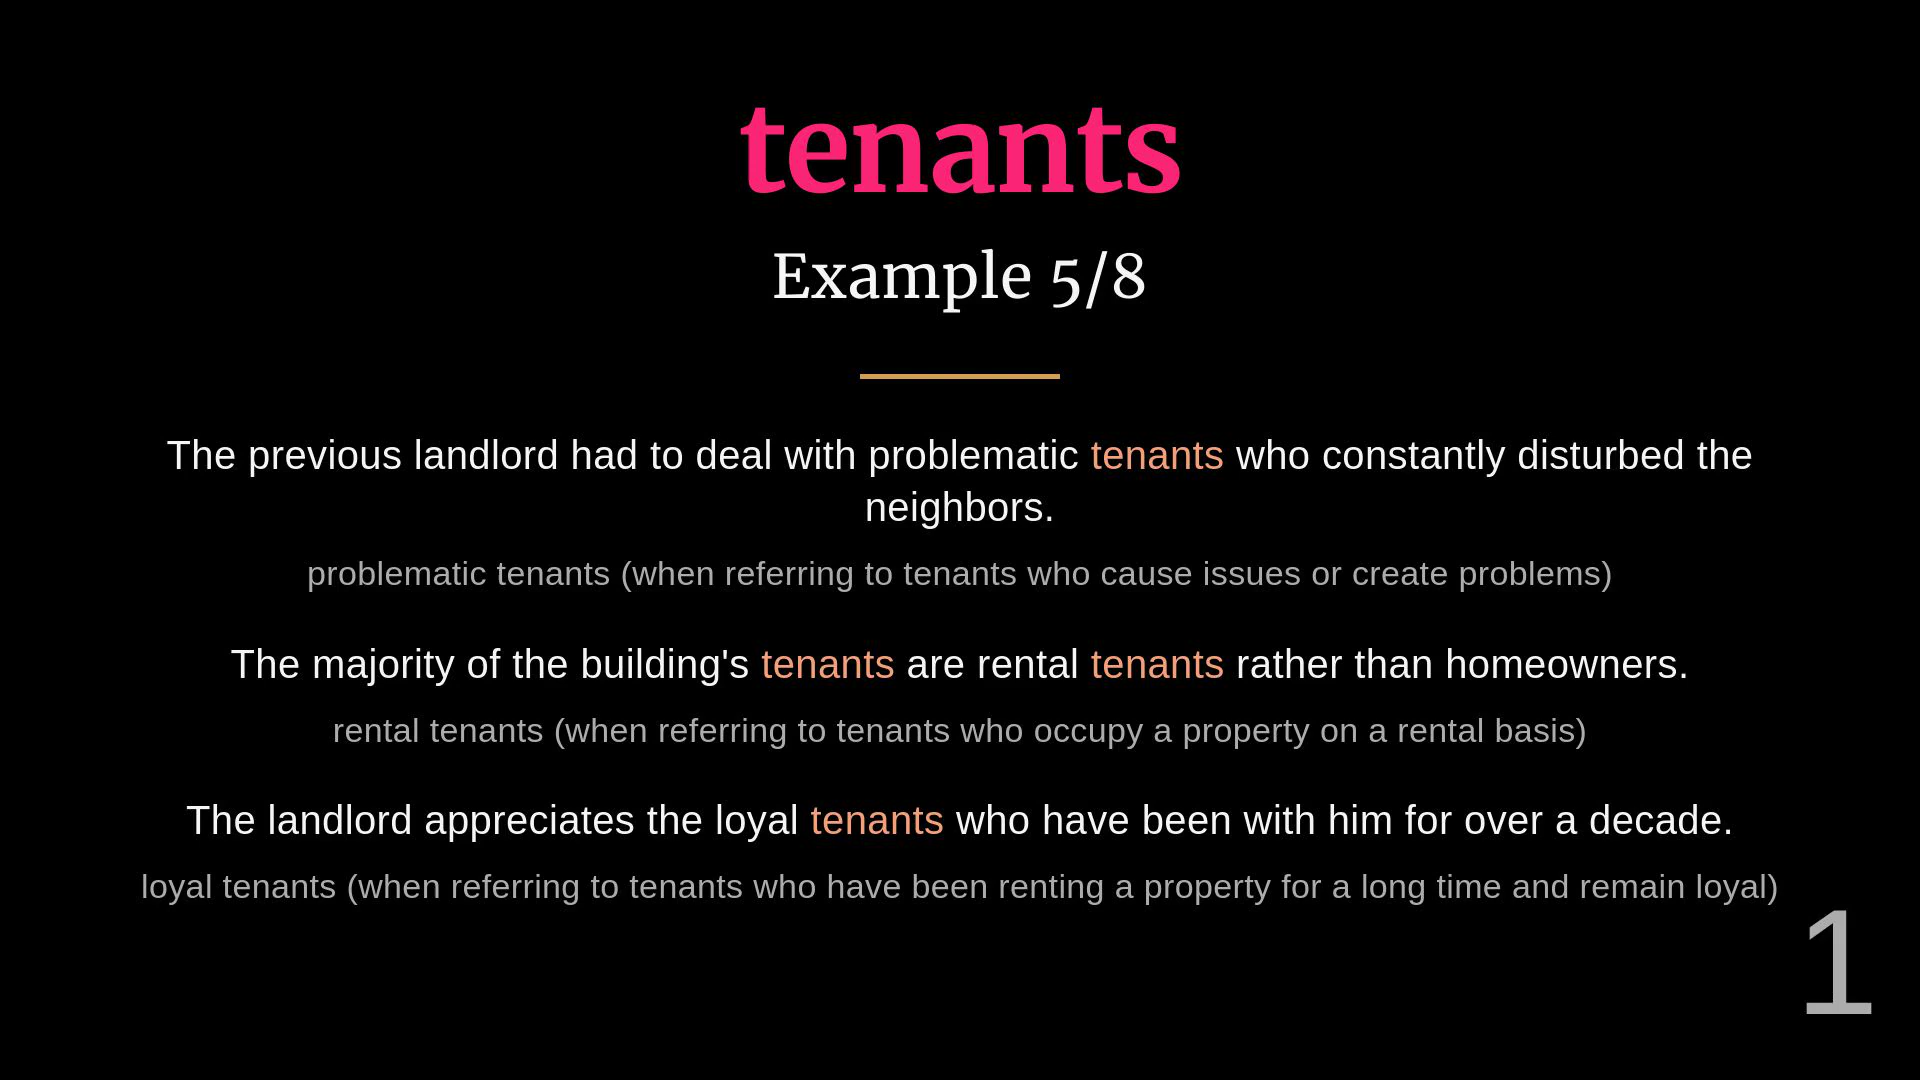 tenants
Example 5/8
The previous landlord had to deal with problematic tenants who constantly disturbed the
neighbors.
problematic tenants (when referring to tenants who cause issues or create problems)
The majority of the building's tenants are rental tenants rather than homeowners.
rental tenants (when referring to tenants who occupy a property on a rental basis)
The landlord appreciates the loyal tenants who have been with him for over a decade.
loyal tenants (when referring to tenants who have been renting a property for a long time and remain loyal)
1